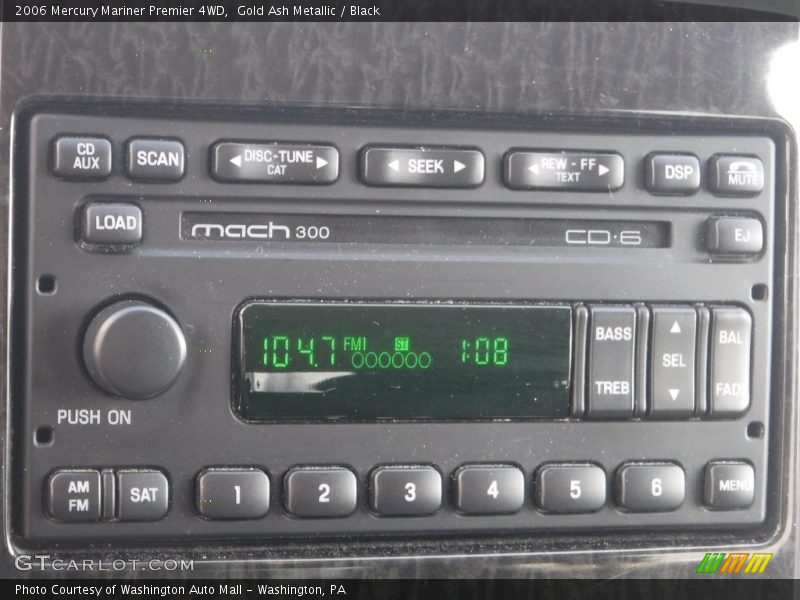 2006 Mercury Mariner Premier 4WD,  Gold Ash Metallic / Black
CD AUX
SCAN
DISC-TUNE CAT
SEEK
REW - FF TEXT
DSP
MUTE
LOAD
mach 300
CD·6
EJ
104.7 FM1 ST 1:08
BASS TREB
SEL
BAL FAD
PUSH ON
AM FM
SAT
1
2
3
4
5
6
MENU
GTCARLOT.COM
Photo Courtesy of Washington Auto Mall - Washington, PA